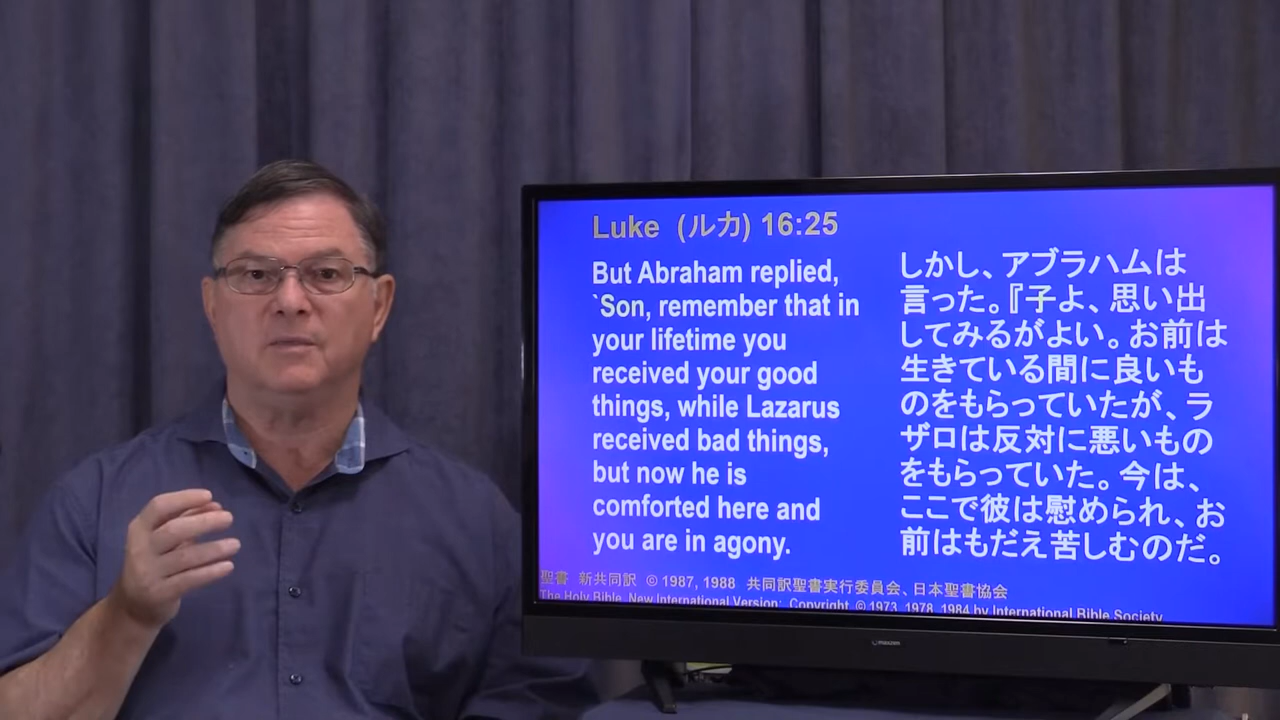 Luke (ルカ) 16:25
But Abraham replied,
`Son, remember that in
your lifetime you
received your good
things, while Lazarus
received bad things,
but now he is
comforted here and
you are in agony.
しかし、アブラハムは
言った。『子よ、思い出
してみるがよい。お前は
生きている間に良いも
のをもらっていたが、ラ
ザロは反対に悪いもの
をもらっていた。今は、
ここで彼は慰められ、お
前はもだえ苦しむのだ。
聖書 新共同訳 © 1987, 1988 共同訳聖書実行委員会、日本聖書協会
The Holy Bible, New International Version; Copyright © 1973, 1978, 1984 by International Bible Society
maxzen